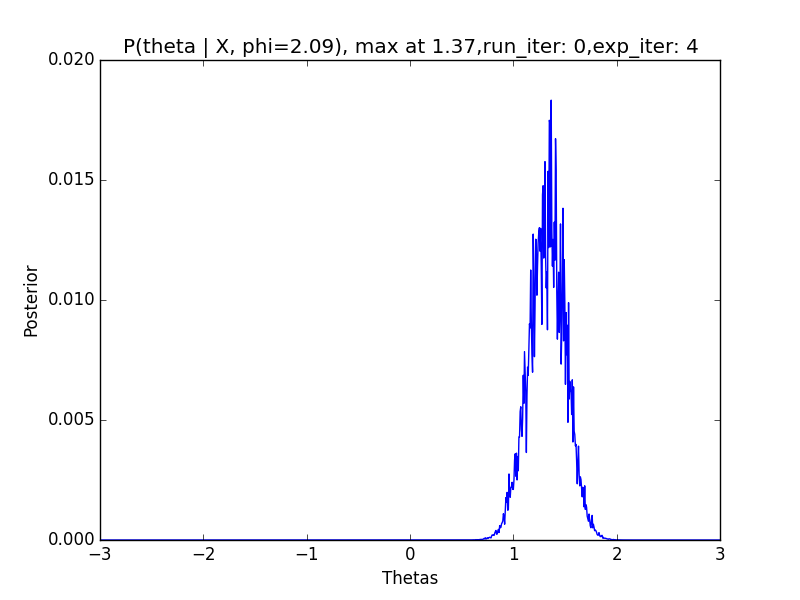 P(theta | X, phi=2.09), max at 1.37,run_iter: 0,exp_iter: 4
0.020
0.015
0.010
0.005
0.000
Posterior
−3 −2 −1 0 1 2 3
Thetas